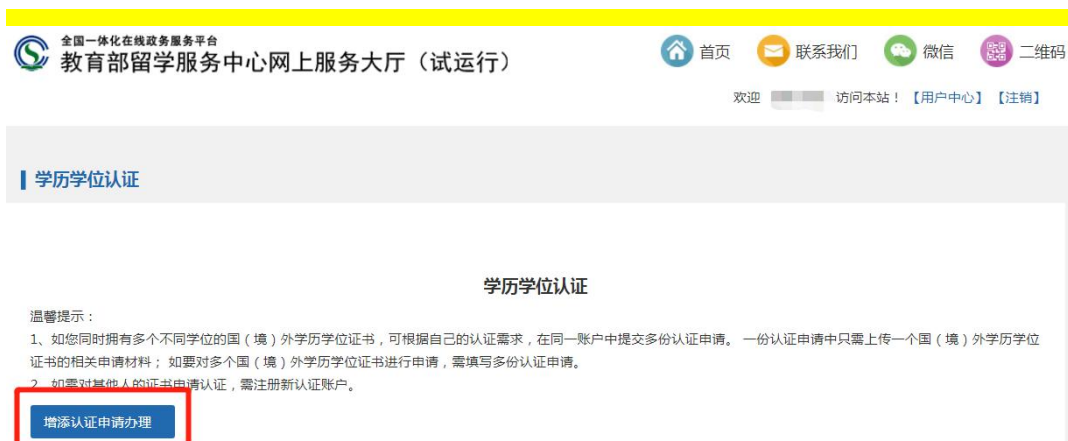 全国一体化在线政务服务平台
教育部留学服务中心网上服务大厅（试运行）
首页 联系我们 微信 二维码
欢迎 访问本站！【用户中心】【注销】
学历学位认证
学历学位认证
温馨提示：
1、如您同时拥有多个不同学位的国（境）外学历学位证书，可根据自己的认证需求，在同一账户中提交多份认证申请。 一份认证申请中只需上传一个国（境）外学历学位
证书的相关申请材料； 如要对多个国（境）外学历学位证书进行申请，需填写多份认证申请。
2、如需对其他人的证书申请认证，需注册新认证账户。
增添认证申请办理